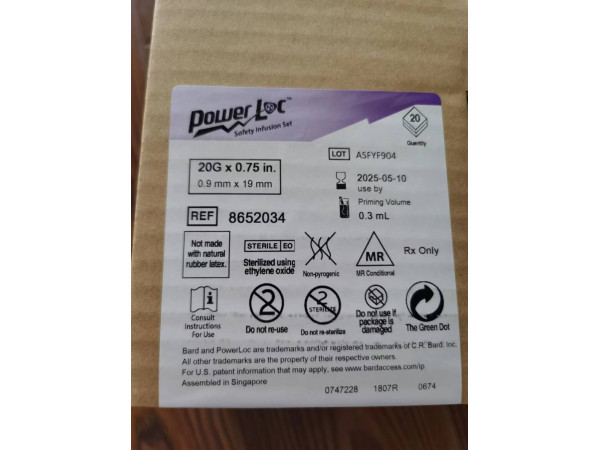 PowerLoc™
Safety Infusion Set
20
Quantity
20G x 0.75 in.
0.9 mm x 19 mm
LOT ASFYF904
2025-05-10
use by
Priming Volume
0.3 mL
REF 8652034
Not made
with natural
rubber latex.
STERILE EO
Sterilized using
ethylene oxide
Non-pyrogenic
MR
MR Conditional
Rx Only
Consult
Instructions
For Use
2
Do not re-use
2
STERILIZE
Do not re-sterilize
Do not use if
package is
damaged
The Green Dot
Bard and PowerLoc are trademarks and/or registered trademarks of C.R. Bard, Inc.
All other trademarks are the property of their respective owners.
For U.S. patent information that may apply, see www.bardaccess.com/ip
Assembled in Singapore
0747228 1807R 0674